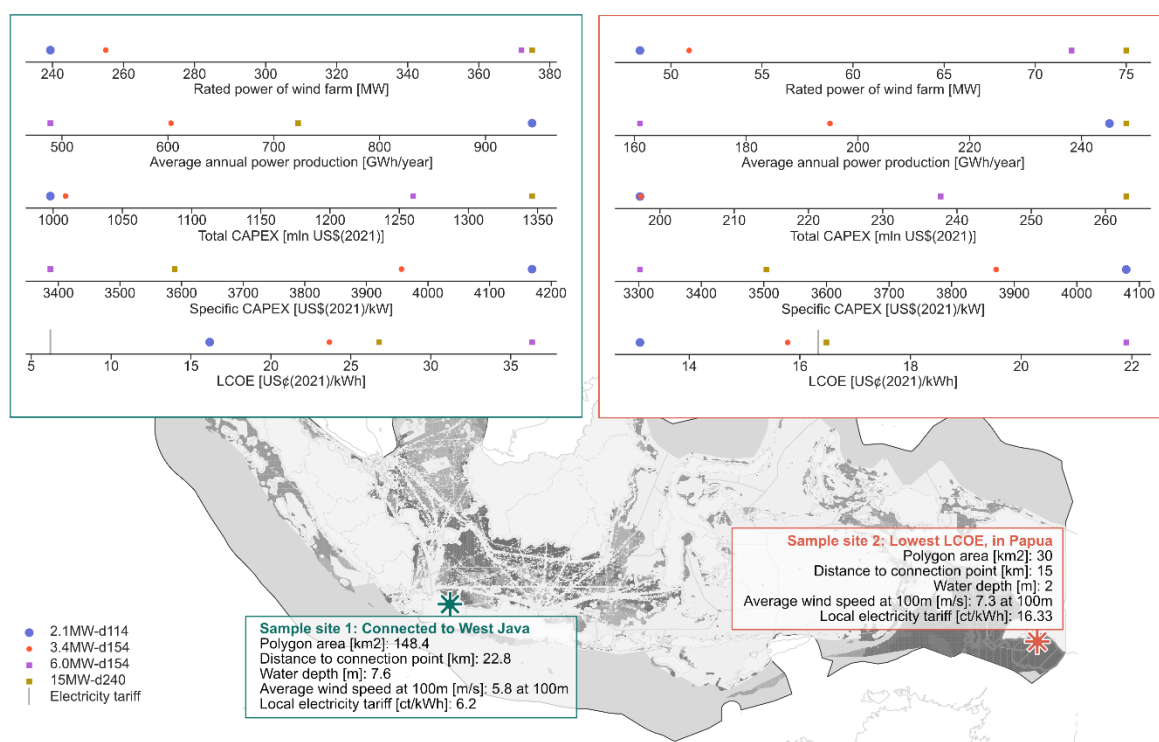 240 260 280 300 320 340 360 380
Rated power of wind farm [MW]
500 600 700 800 900
Average annual power production [GWh/year]
1000 1050 1100 1150 1200 1250 1300 1350
Total CAPEX [mln US$(2021)]
3400 3500 3600 3700 3800 3900 4000 4100 4200
Specific CAPEX [US$(2021)/kW]
5 10 15 20 25 30 35
LCOE [US¢(2021)/kWh]
50 55 60 65 70 75
Rated power of wind farm [MW]
160 180 200 220 240
Average annual power production [GWh/year]
200 210 220 230 240 250 260
Total CAPEX [mln US$(2021)]
3300 3400 3500 3600 3700 3800 3900 4000 4100
Specific CAPEX [US$(2021)/kW]
14 16 18 20 22
LCOE [US¢(2021)/kWh]
Sample site 2: Lowest LCOE, in Papua
Polygon area [km2]: 30
Distance to connection point [km]: 15
Water depth [m]: 2
Average wind speed at 100m [m/s]: 7.3 at 100m
Local electricity tariff [ct/kWh]: 16.33
Sample site 1: Connected to West Java
Polygon area [km2]: 148.4
Distance to connection point [km]: 22.8
Water depth [m]: 7.6
Average wind speed at 100m [m/s]: 5.8 at 100m
Local electricity tariff [ct/kWh]: 6.2
2.1MW-d114
3.4MW-d154
6.0MW-d154
15MW-d240
Electricity tariff